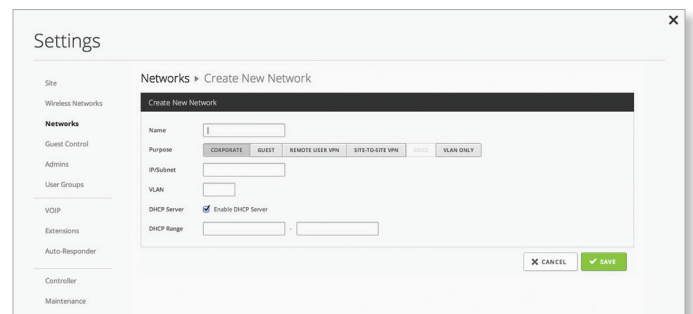 Settings
Site
Wireless Networks
Networks
Guest Control
Admins
User Groups
VOIP
Extensions
Auto-Responder
Controller
Maintenance
Networks ▸ Create New Network
Create New Network
Name
Purpose CORPORATE GUEST REMOTE USER VPN SITE-TO-SITE VPN VOICE VLAN ONLY
IP/Subnet
VLAN
DHCP Server Enable DHCP Server
DHCP Range -
CANCEL SAVE